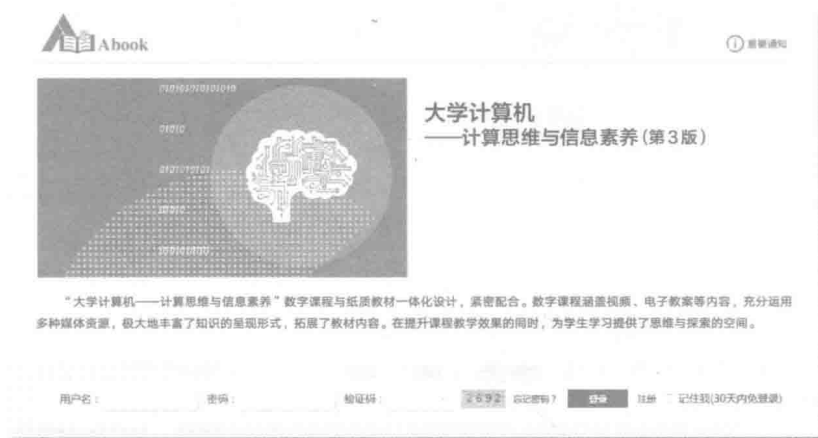 Abook
重要通知
01010101010101010
01010
0101010101
大学计算机
——计算思维与信息素养(第3版)
“大学计算机——计算思维与信息素养”数字课程与纸质教材一体化设计,紧密配合。数字课程涵盖视频、电子教案等内容,充分运用
多种媒体资源,极大地丰富了知识的呈现形式,拓展了教材内容。在提升课程教学效果的同时,为学生学习提供了思维与探索的空间。
用户名: 密码: 验证码: 2692 忘记密码? 登录 注册 记住我(30天内免登录)